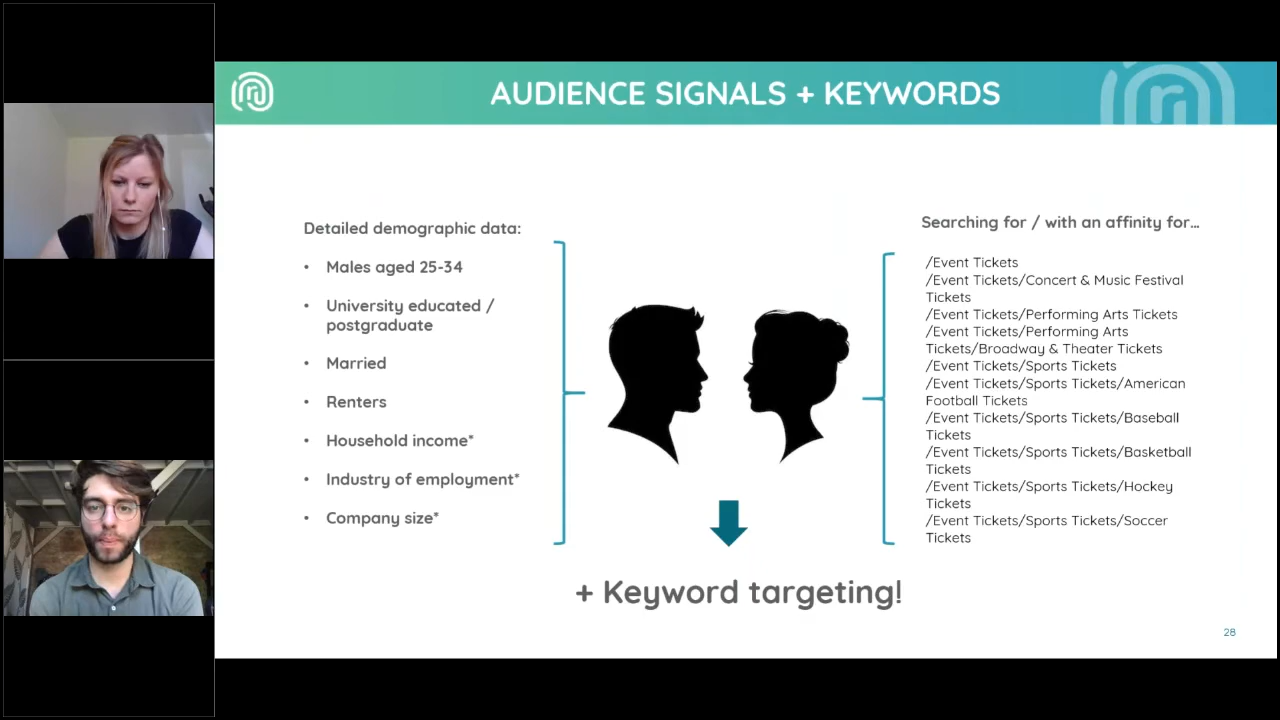 AUDIENCE SIGNALS + KEYWORDS
Detailed demographic data:
• Males aged 25-34
• University educated /
postgraduate
• Married
• Renters
• Household income*
• Industry of employment*
• Company size*
Searching for / with an affinity for…
/Event Tickets
/Event Tickets/Concert & Music Festival
Tickets
/Event Tickets/Performing Arts Tickets
/Event Tickets/Performing Arts
Tickets/Broadway & Theater Tickets
/Event Tickets/Sports Tickets
/Event Tickets/Sports Tickets/American
Football Tickets
/Event Tickets/Sports Tickets/Baseball
Tickets
/Event Tickets/Sports Tickets/Basketball
Tickets
/Event Tickets/Sports Tickets/Hockey
Tickets
/Event Tickets/Sports Tickets/Soccer
Tickets
+ Keyword targeting!
28